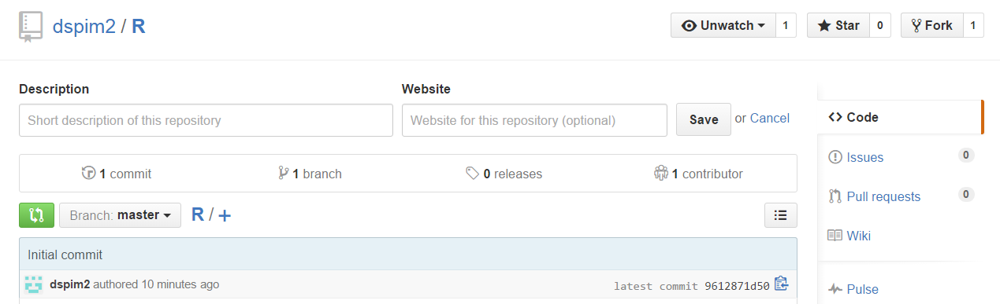 dspim2 / R
Unwatch 1 Star 0 Fork 1
Description Website
Short description of this repository Website for this repository (optional) Save or Cancel
1 commit 1 branch 0 releases 1 contributor
Branch: master R / +
Initial commit
dspim2 authored 10 minutes ago latest commit 9612871d50
Code
Issues 0
Pull requests 0
Wiki
Pulse